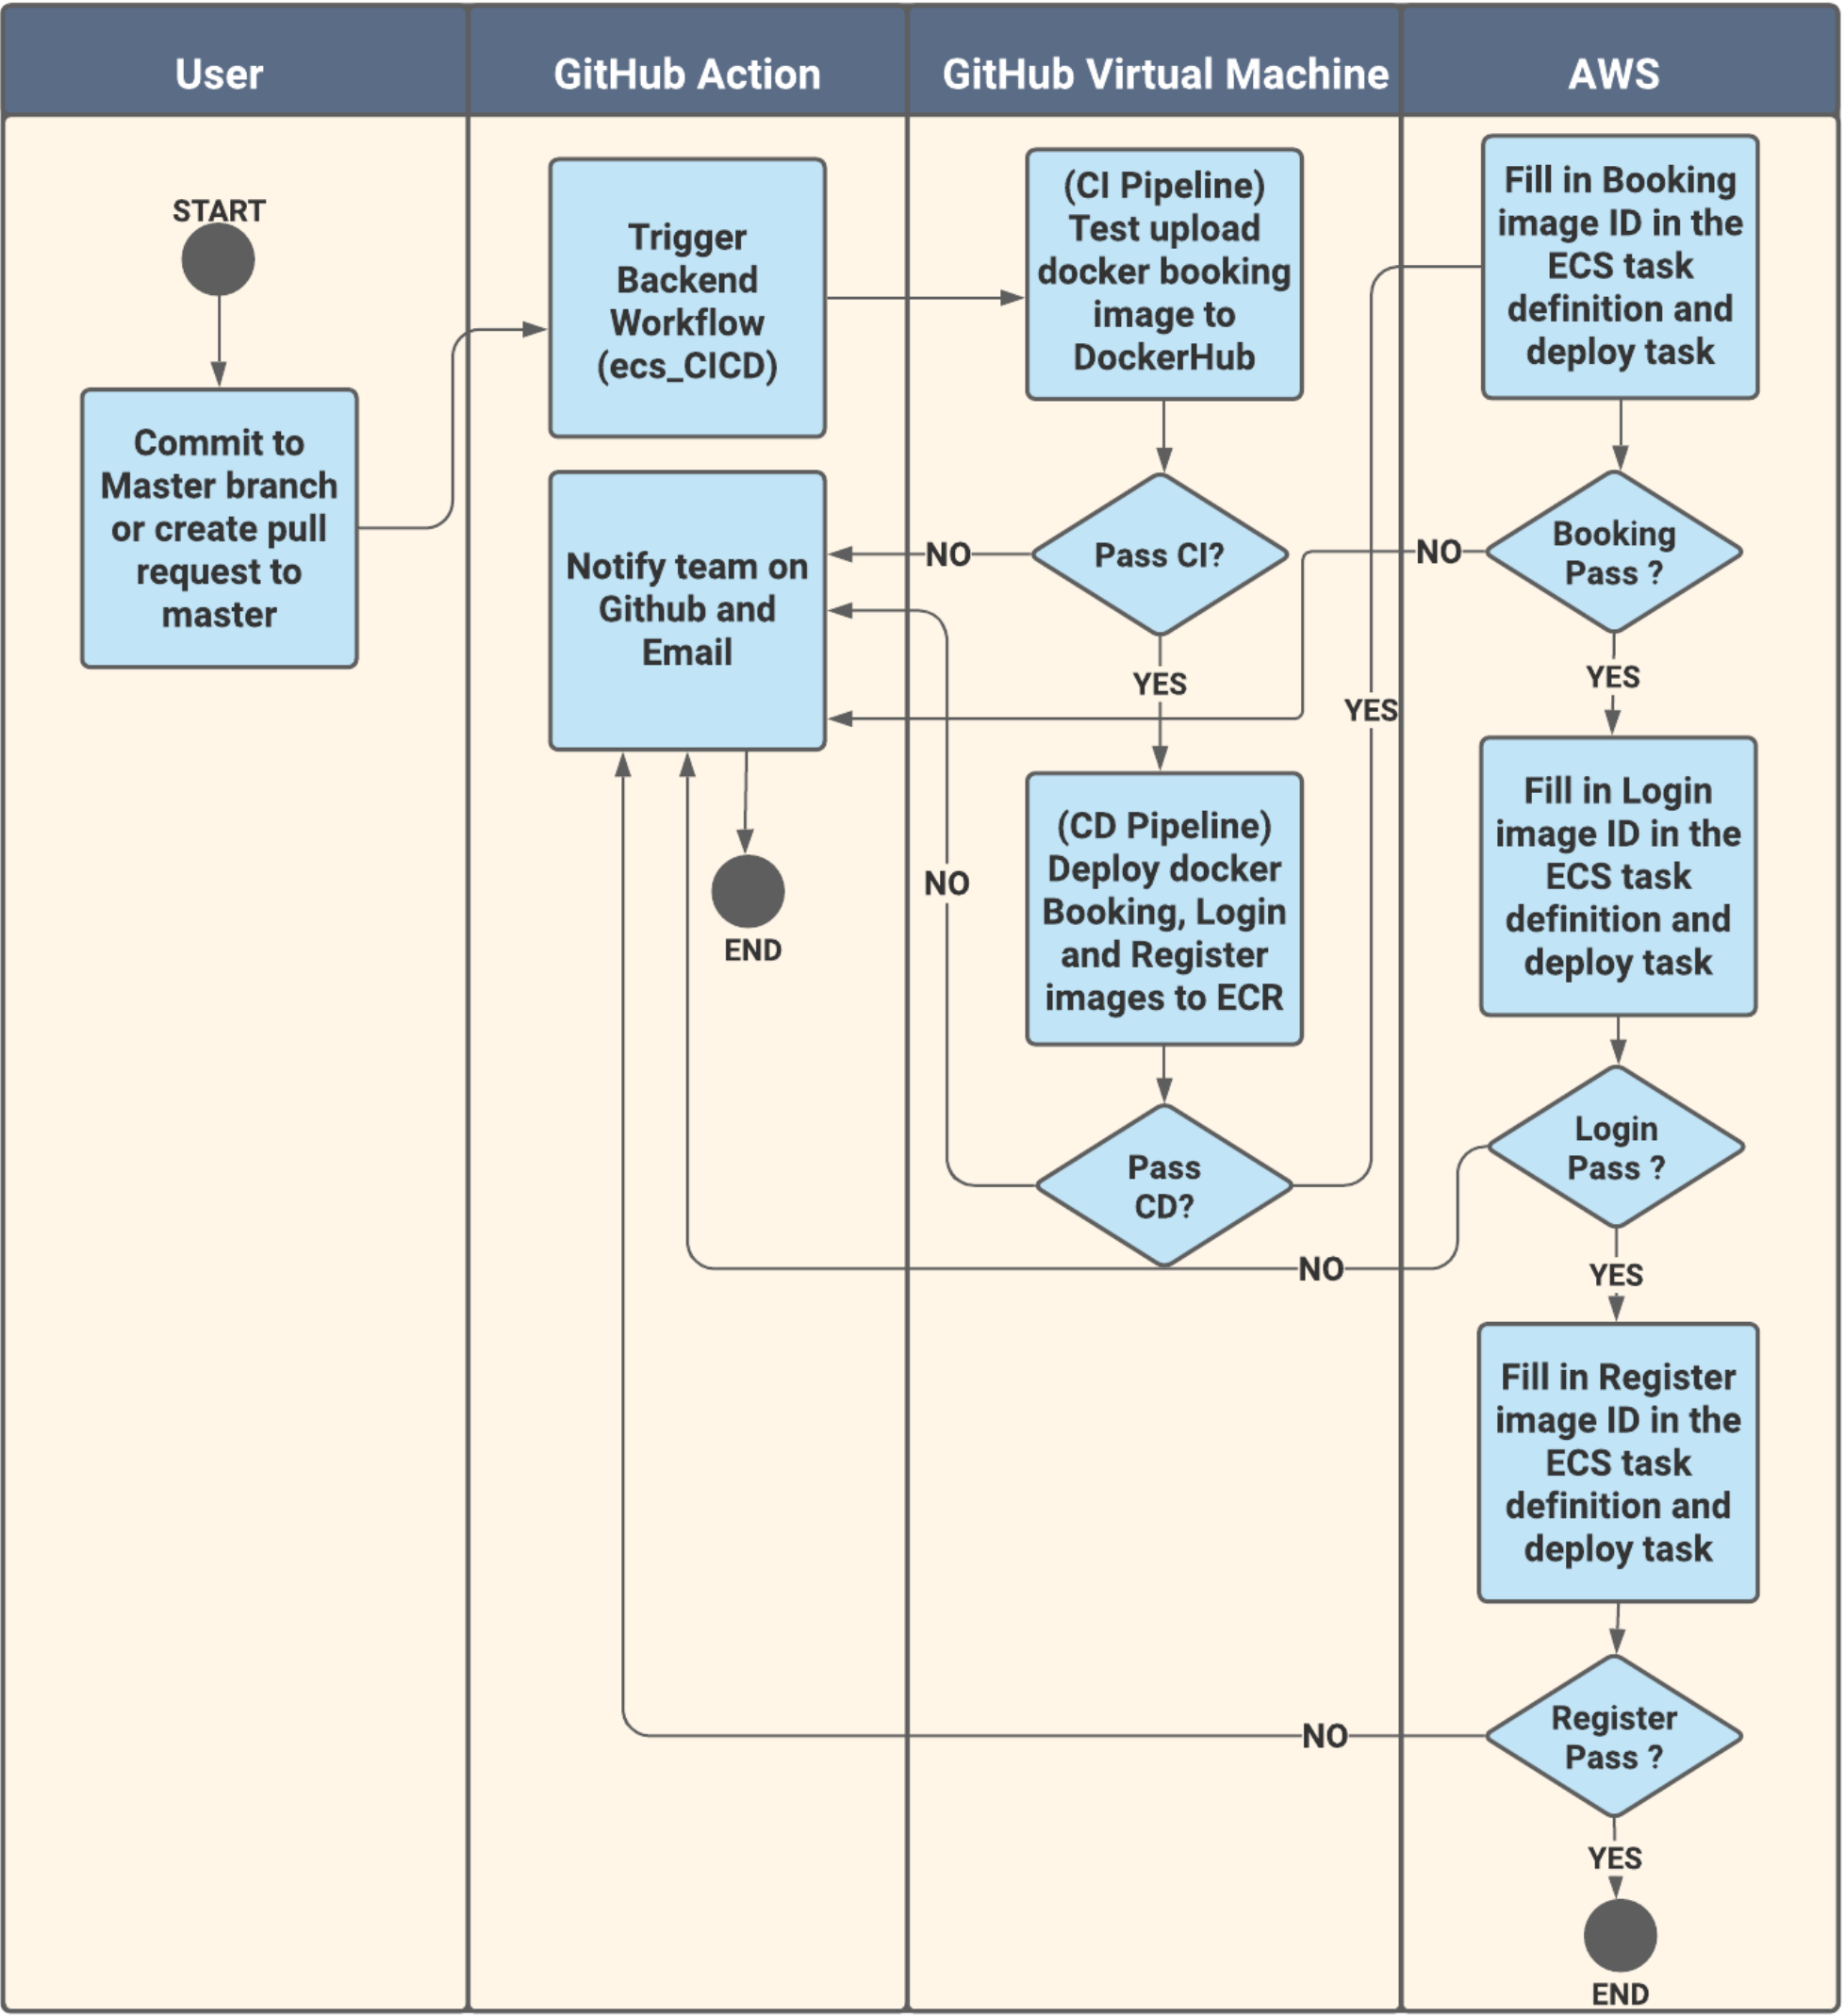 User
GitHub Action
GitHub Virtual Machine
AWS
START
Commit to
Master branch
or create pull
request to
master
Trigger
Backend
Workflow
(ecs_CICD)
Notify team on
Github and
Email
END
(CI Pipeline)
Test upload
docker booking
image to
DockerHub
Pass CI?
NO
YES
(CD Pipeline)
Deploy docker
Booking, Login
and Register
images to ECR
Pass
CD?
NO
YES
Fill in Booking
image ID in the
ECS task
definition and
deploy task
Booking
Pass ?
NO
YES
Fill in Login
image ID in the
ECS task
definition and
deploy task
Login
Pass ?
NO
YES
Fill in Register
image ID in the
ECS task
definition and
deploy task
Register
Pass ?
NO
YES
END